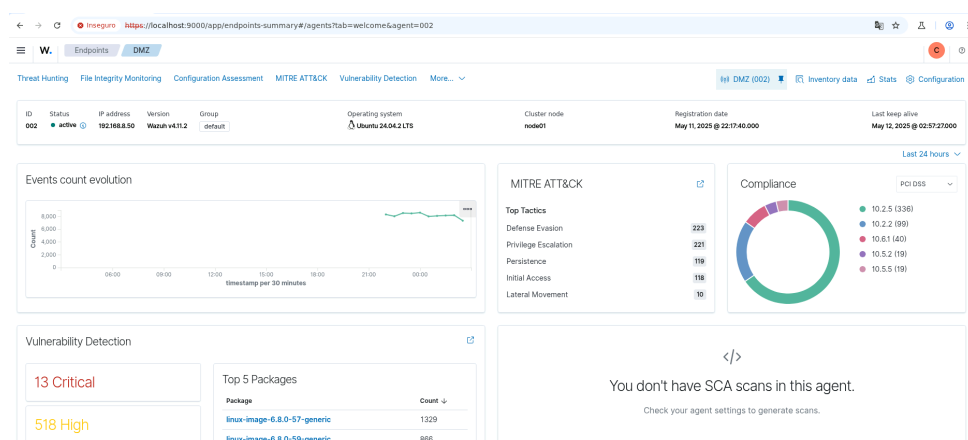 Inseguro https://localhost:9000/app/endpoints-summary#/agents?tab=welcome&agent=002
W. Endpoints DMZ C
Threat Hunting File Integrity Monitoring Configuration Assessment MITRE ATT&CK Vulnerability Detection More... DMZ (002) Inventory data Stats Configuration
ID Status IP address Version Group Operating system Cluster node Registration date Last keep alive
002 active 192.168.8.50 Wazuh v4.11.2 default Ubuntu 24.04.2 LTS node01 May 11, 2025 @ 22:17:40.000 May 12, 2025 @ 02:57:27.000
Last 24 hours
Events count evolution
Count
8,000
6,000
4,000
2,000
0
06:00 09:00 12:00 15:00 18:00 21:00 00:00
timestamp per 30 minutes
MITRE ATT&CK
Top Tactics
Defense Evasion 223
Privilege Escalation 221
Persistence 119
Initial Access 118
Lateral Movement 10
Compliance PCI DSS
10.2.5 (336)
10.2.2 (99)
10.6.1 (40)
10.5.2 (19)
10.5.5 (19)
Vulnerability Detection
13 Critical
518 High
Top 5 Packages
Package Count
linux-image-6.8.0-57-generic 1329
linux-image-6.8.0-59-generic 866
</> 
You don't have SCA scans in this agent.
Check your agent settings to generate scans.